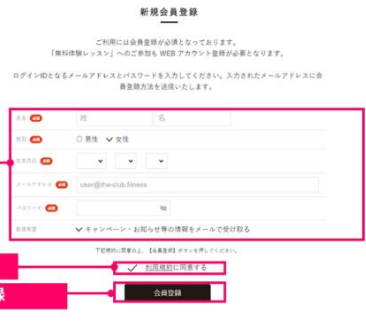 新規会員登録
ご利用には会員登録が必須となっております。
「無料体験レッスン」へのご参加も WEB アカウント登録が必要となります。
ログインIDとなるメールアドレスとパスワードを入力してください。入力されたメールアドレスに会
員登録方法を送信いたします。
氏名 必須 姓 名
性別 必須 男性 女性
生年月日 必須
メールアドレス 必須 user@the-club.fitness
パスワード 必須
配信希望 キャンペーン・お知らせ等の情報をメールで受け取る
下記規約に同意の上、【会員登録】ボタンを押してください。
利用規約に同意する
録 会員登録